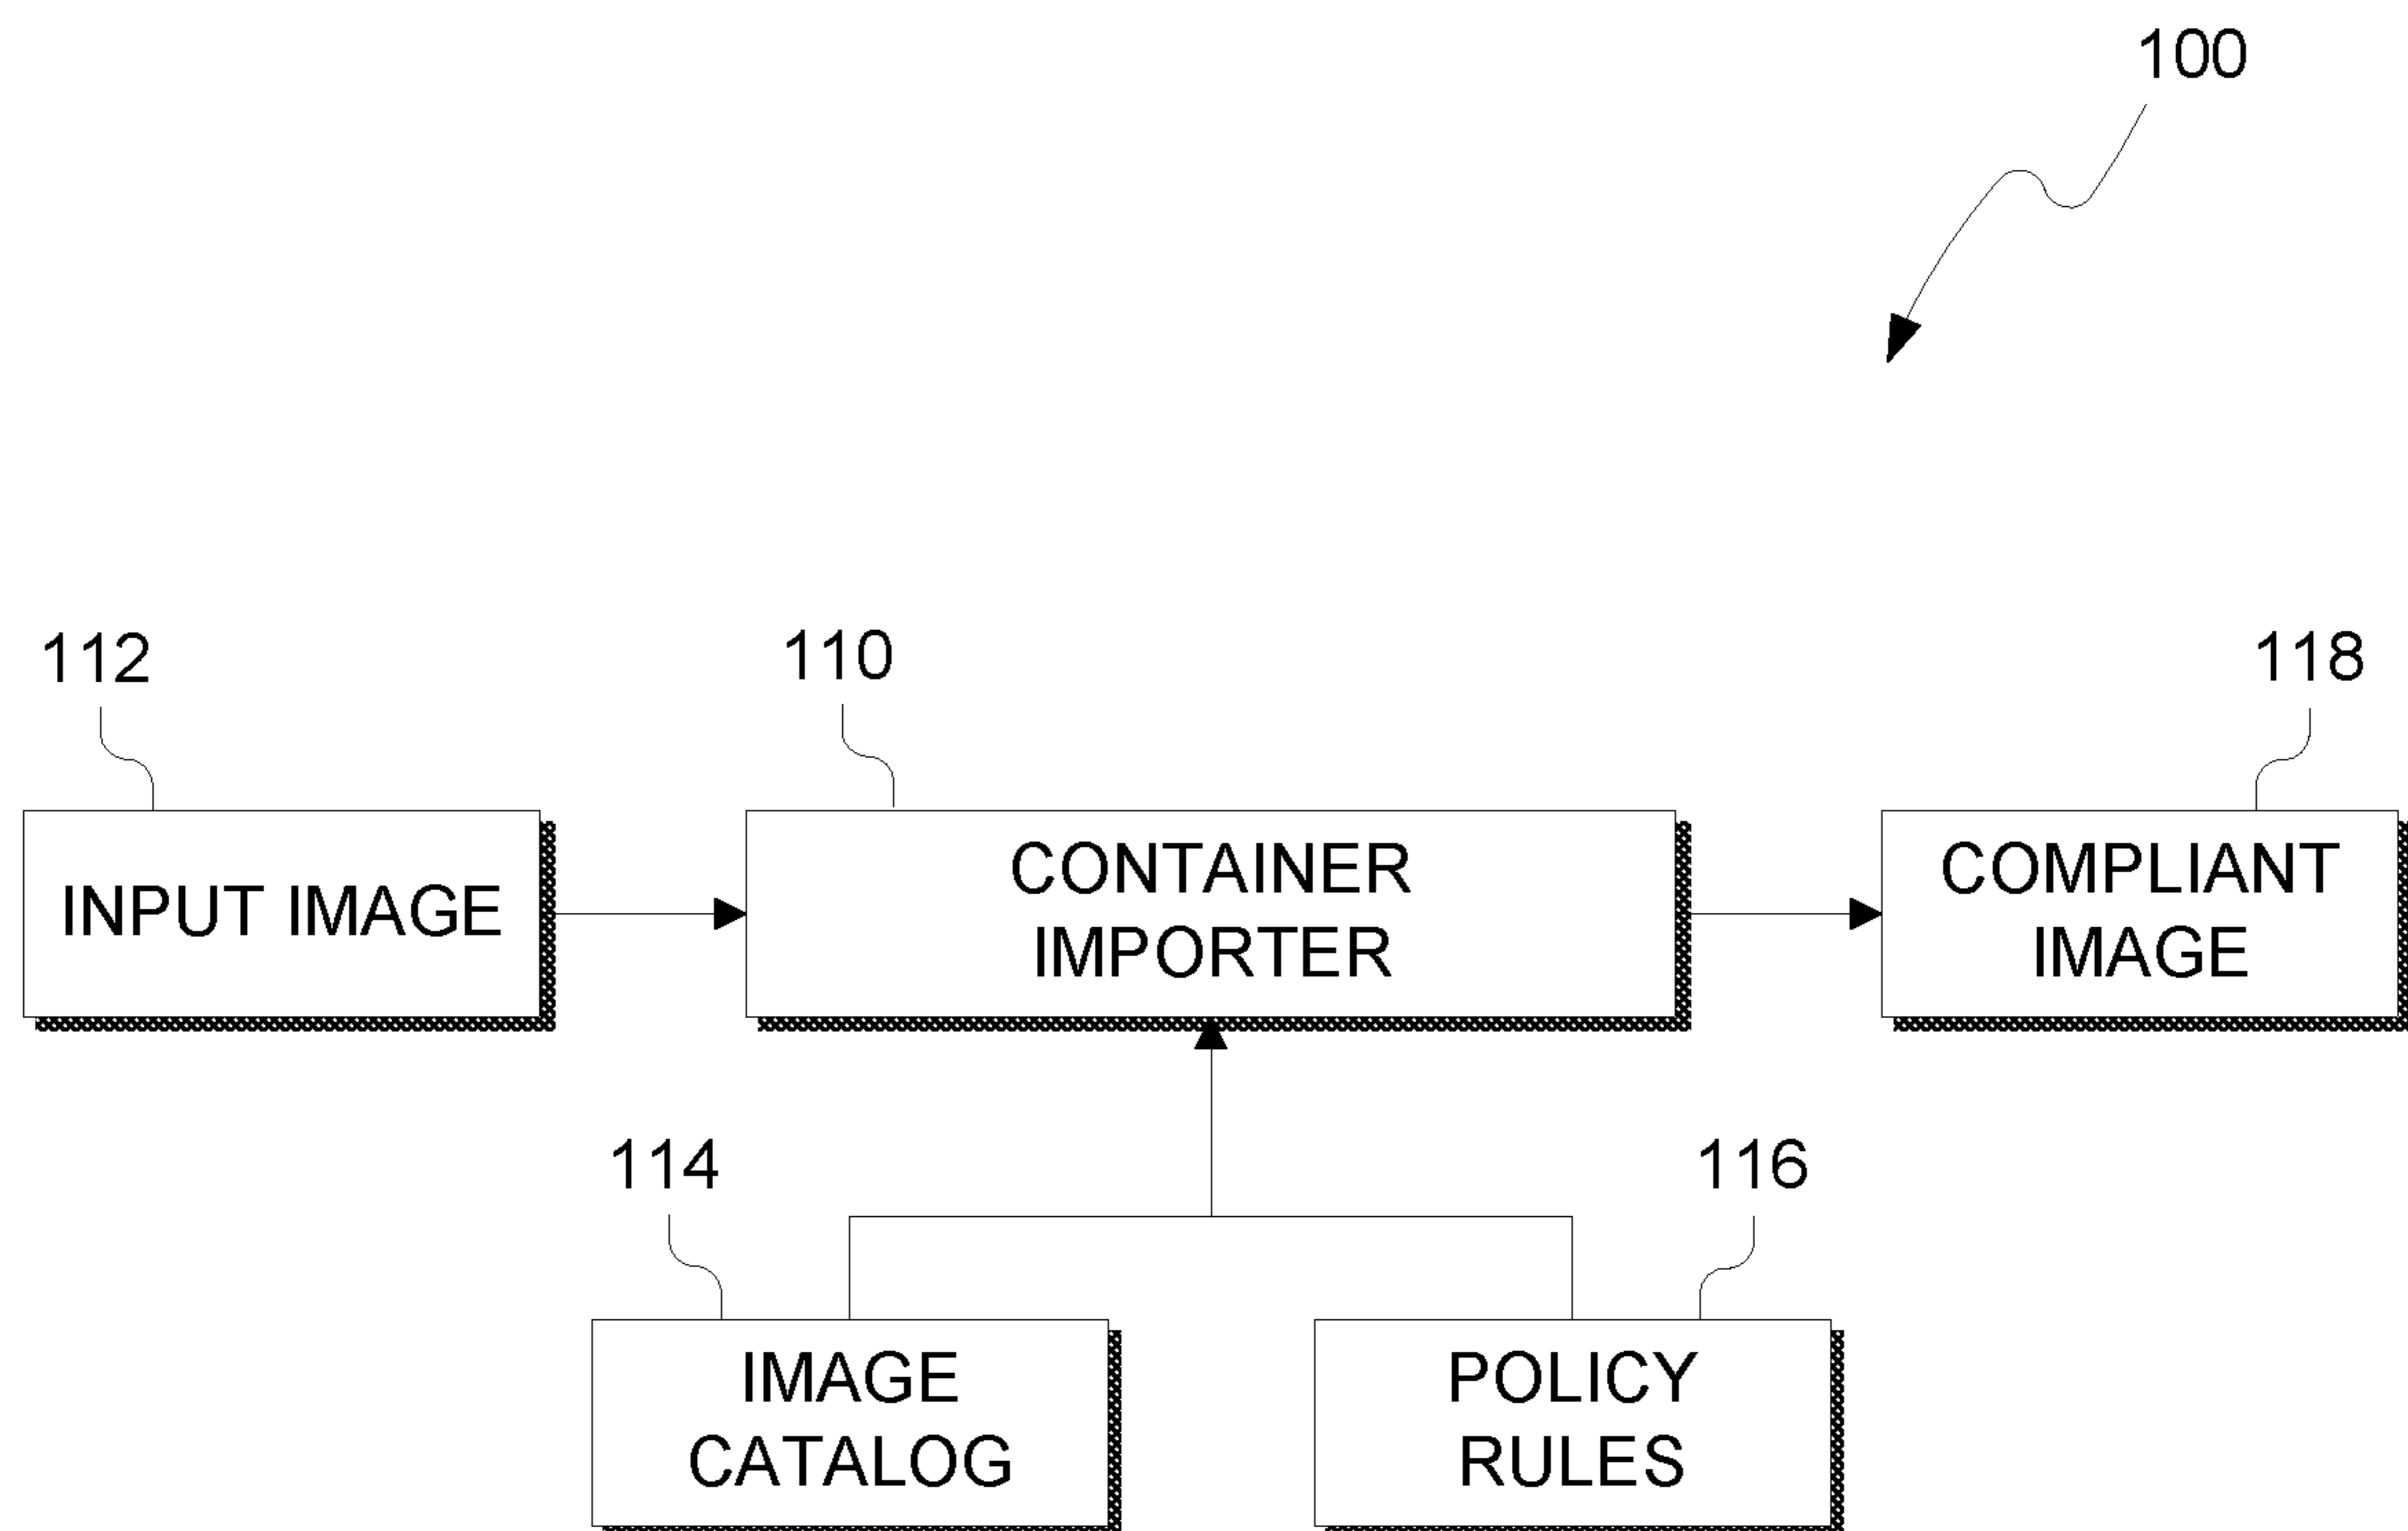 100
112
110
118
INPUT IMAGE
CONTAINER
IMPORTER
COMPLIANT
IMAGE
114
116
IMAGE
CATALOG
POLICY
RULES